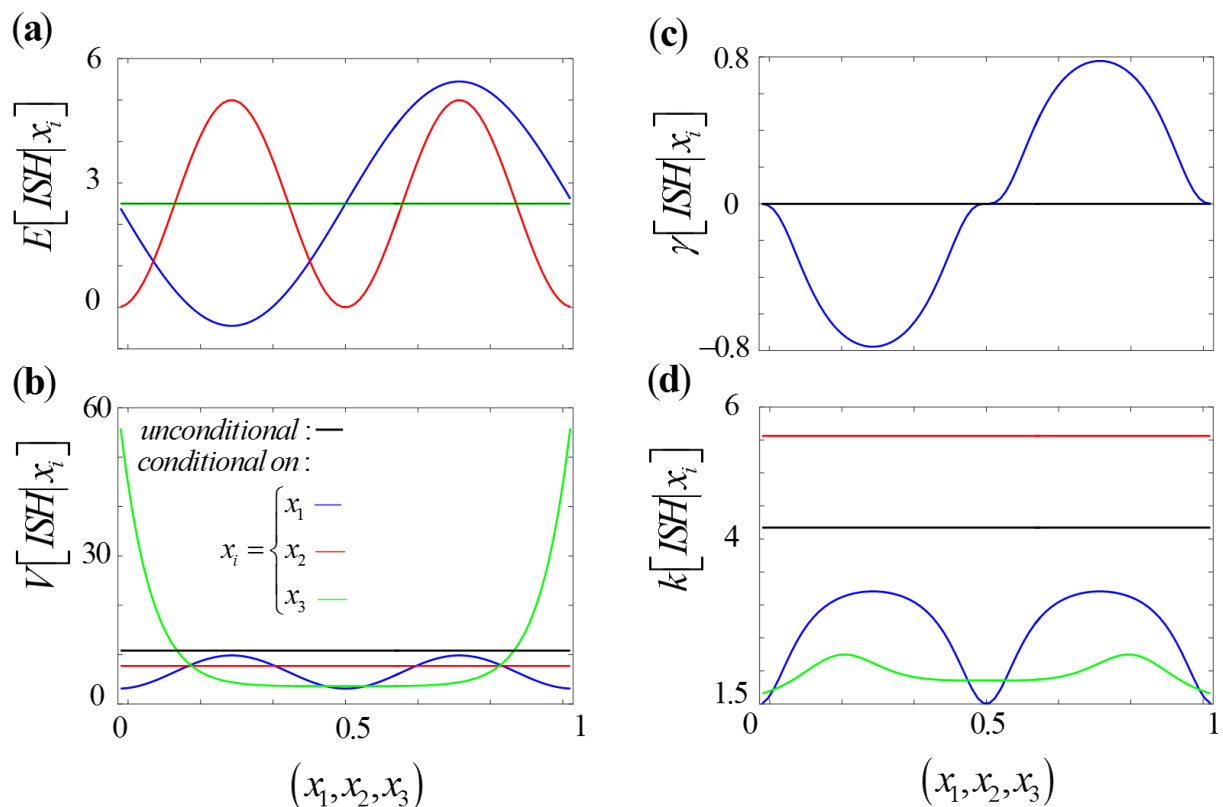 (a)
6
3
0
E[ISH|x_i]
(b)
60
30
0
V[ISH|x_i]
unconditional : —
conditional on :
x_i = { x_1 —
x_2 —
x_3 —
0 0.5 1
(x_1, x_2, x_3)
(c)
0.8
0
–0.8
γ[ISH|x_i]
(d)
6
4
1.5
k[ISH|x_i]
0 0.5 1
(x_1, x_2, x_3)